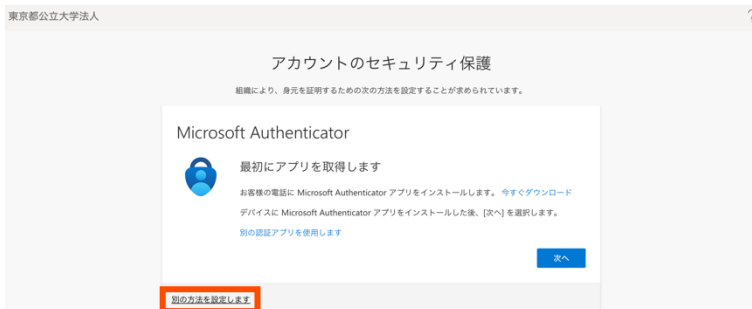 東京都公立大学法人
アカウントのセキュリティ保護
組織により、身元を証明するための次の方法を設定することが求められています。
Microsoft Authenticator
最初にアプリを取得します
お客様の電話に Microsoft Authenticator アプリをインストールします。 今すぐダウンロード
デバイスに Microsoft Authenticator アプリをインストールした後、[次へ] を選択します。
別の認証アプリを使用します
次へ
別の方法を設定します